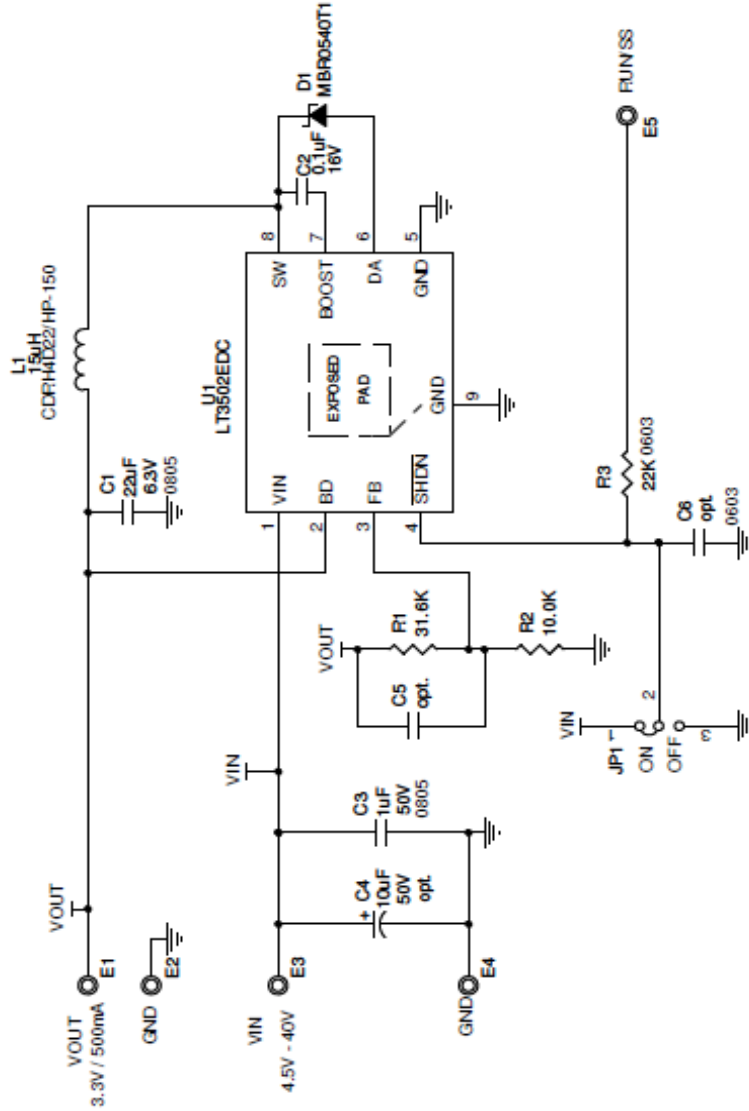 L1
15uH
CDRH4D22/HP-150
VOUT
3.3V / 500mA
E1
VOUT
C1
22uF
6.3V
0805
GND
E2
D1
MBR0540T1
C2
0.1uF
16V
U1
LT3502EDC
VIN
4.5V - 40V
E3
VIN
1
VIN
SW
8
2
BD
BOOST
7
3
FB
DA
6
4
SHDN
GND
5
EXPOSED
PAD
GND
9
C4
+
10uF
50V
opt.
C3
1uF
50V
0805
GND
E4
VOUT
C5
opt.
R1
31.6K
R2
10.0K
VIN
JP1
1
ON
2
OFF
3
R3
22K
0603
C6
opt.
0603
RUN/SS
E5